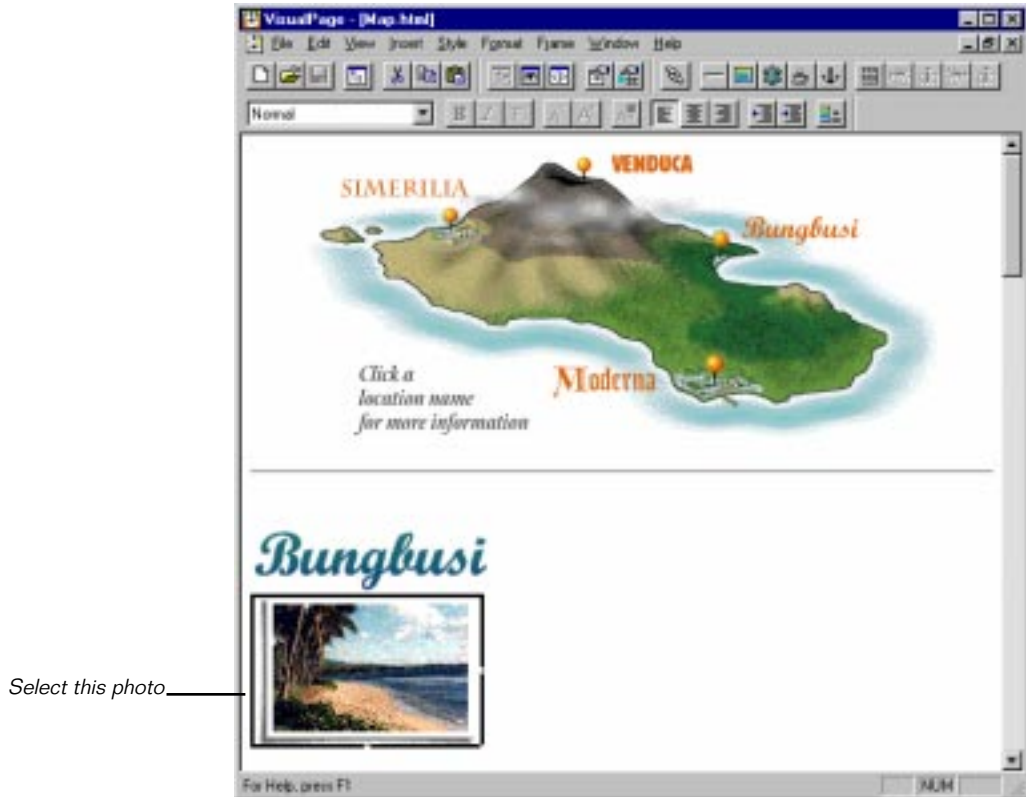 VisualPage - [Map.html]
File Edit View Insert Style Format Frame Window Help
Normal
VENDUCA
SIMERILIA
Bungbusi
Click a
location name
for more information
Moderna
Bungbusi
Select this photo
For Help, press F1
NUM